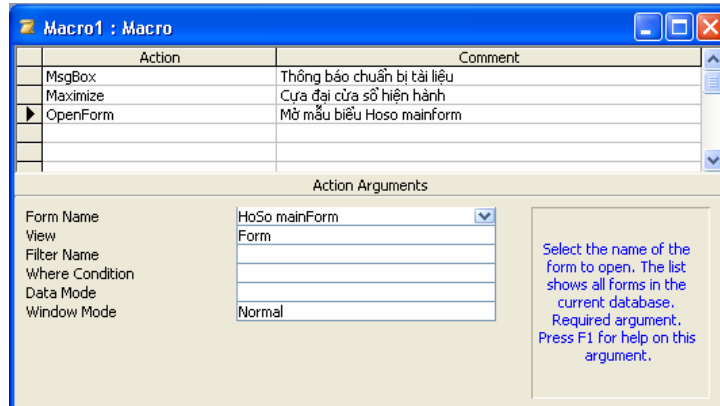 Macro1 : Macro
Action Comment
MsgBox Thông báo chuẩn bị tài liệu
Maximize Cựa đại cửa sổ hiện hành
OpenForm Mở mẫu biểu Hoso mainform
Action Arguments
Form Name HoSo mainForm
View Form
Filter Name
Where Condition
Data Mode
Window Mode Normal
Select the name of the
form to open. The list
shows all forms in the
current database.
Required argument.
Press F1 for help on this
argument.